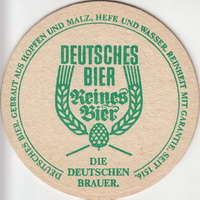 DEUTSCHES BIER, GEBRAUT AUS HOPFEN UND MALZ, HEFE UND WASSER. REINHEIT MIT GARANTIE. SEIT 1516.
DEUTSCHES
BIER
Reines
Bier
DIE
DEUTSCHEN
BRAUER.